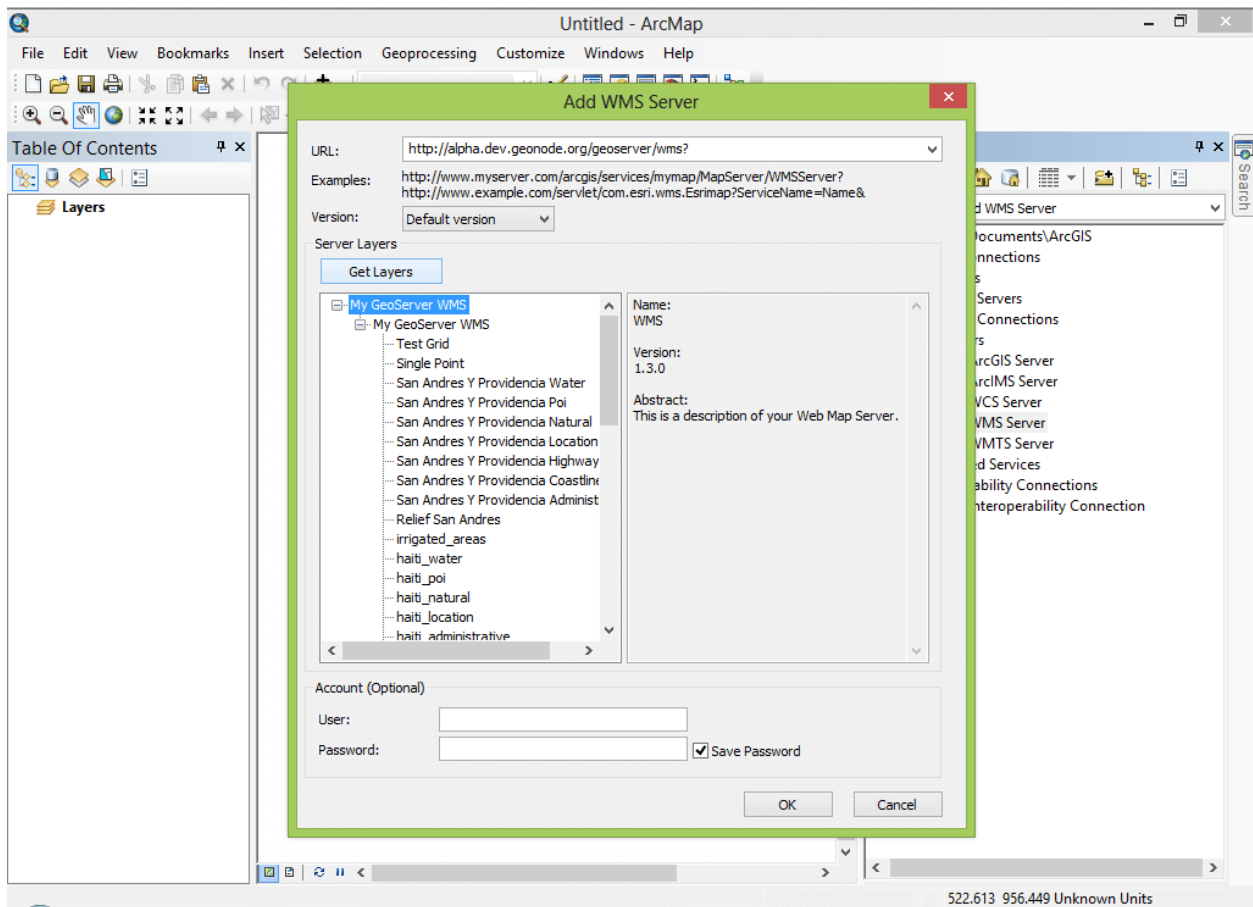 Untitled - ArcMap
File Edit View Bookmarks Insert Selection Geoprocessing Customize Windows Help
Table Of Contents
Layers
Add WMS Server
URL: http://alpha.dev.geonode.org/geoserver/wms?
Examples: http://www.myserver.com/arcgis/services/mymap/MapServer/WMSServer?
http://www.example.com/servlet/com.esri.wms.Esrimap?ServiceName=Name&
Version: Default version
Server Layers
Get Layers
My GeoServer WMS
My GeoServer WMS
Test Grid
Single Point
San Andres Y Providencia Water
San Andres Y Providencia Poi
San Andres Y Providencia Natural
San Andres Y Providencia Location
San Andres Y Providencia Highway
San Andres Y Providencia Coastline
San Andres Y Providencia Administ
Relief San Andres
irrigated_areas
haiti_water
haiti_poi
haiti_natural
haiti_location
haiti_administrative
Name:
WMS
Version:
1.3.0
Abstract:
This is a description of your Web Map Server.
Account (Optional)
User:
Password:
Save Password
OK Cancel
d WMS Server
ocuments\ArcGIS
nnections
s
Servers
Connections
rs
rcGIS Server
rcIMS Server
WCS Server
WMS Server
WMTS Server
d Services
ability Connections
nteroperability Connection
Search
522.613 956.449 Unknown Units